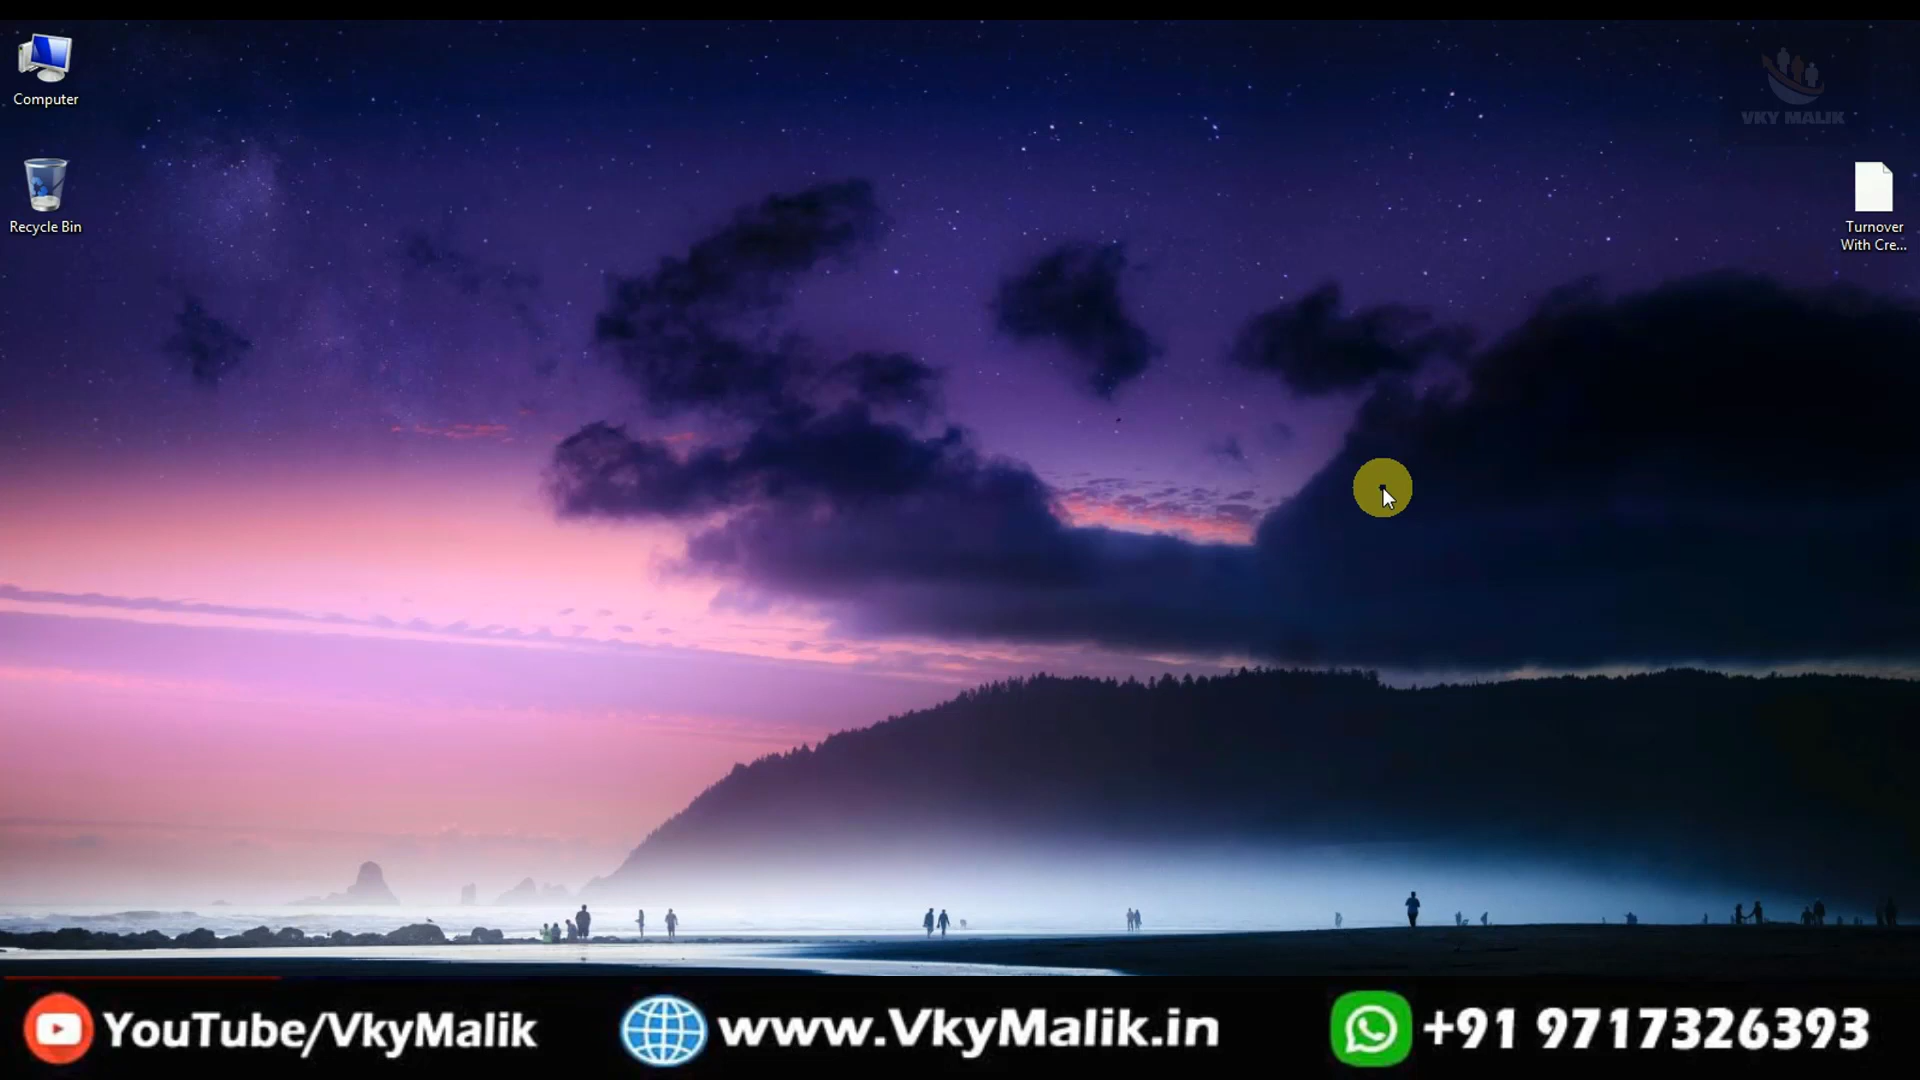 Computer
VKY MALIK
Recycle Bin
Turnover
With Cre...
YouTube/VkyMalik
www.VkyMalik.in
+91 9717326393